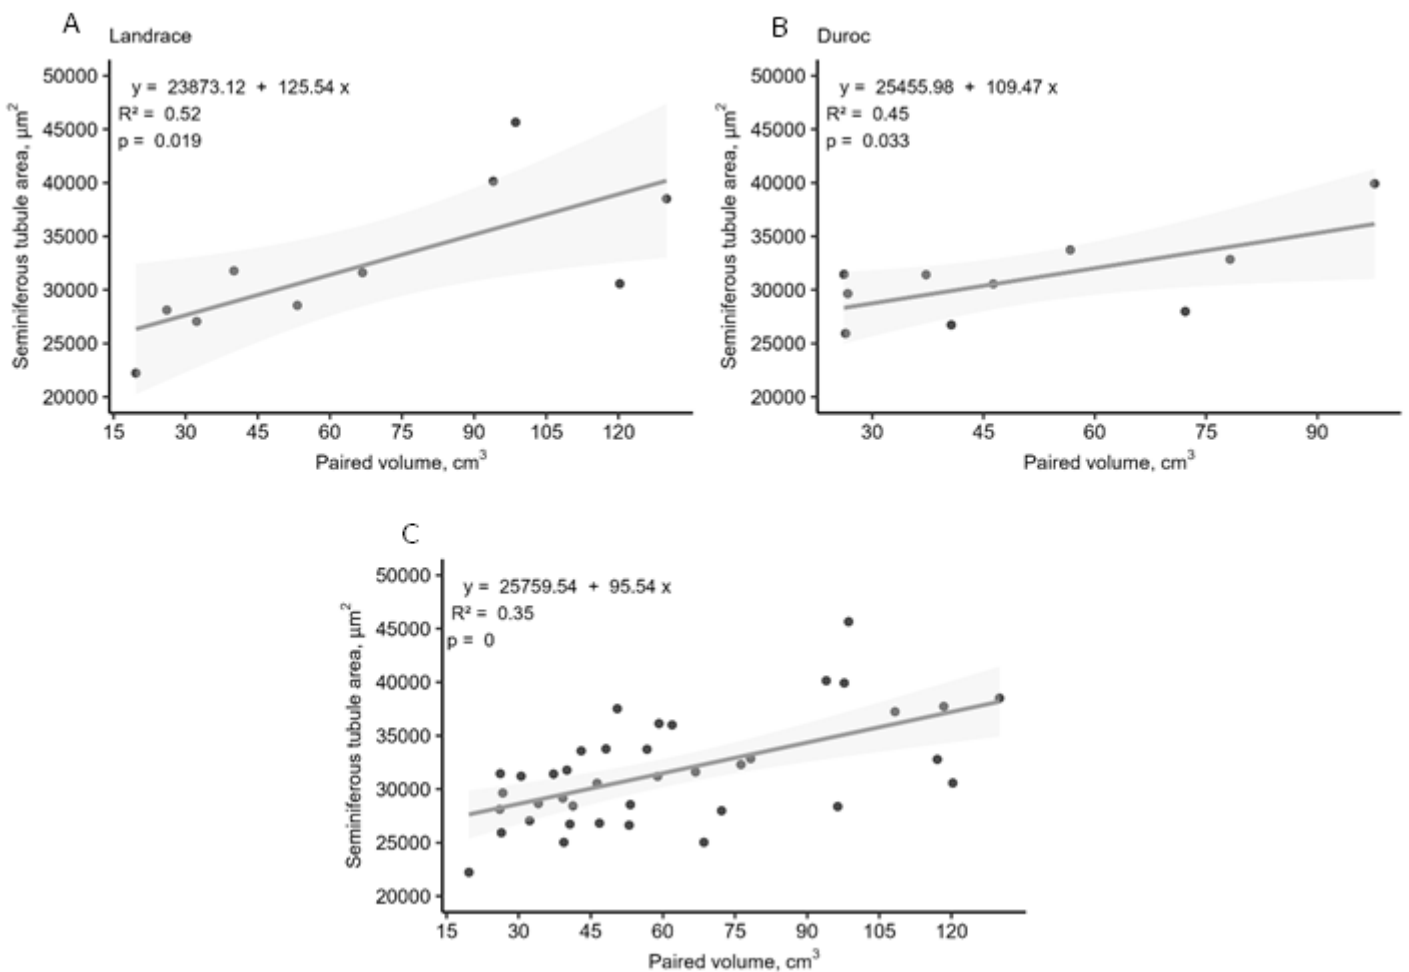 A
Landrace
y = 23873.12 + 125.54 x
R² = 0.52
p = 0.019
Seminiferous tubule area, µm²
50000
45000
40000
35000
30000
25000
20000
15 30 45 60 75 90 105 120
Paired volume, cm³
B
Duroc
y = 25455.98 + 109.47 x
R² = 0.45
p = 0.033
Seminiferous tubule area, µm²
50000
45000
40000
35000
30000
25000
20000
30 45 60 75 90
Paired volume, cm³
C
y = 25759.54 + 95.54 x
R² = 0.35
p = 0
Seminiferous tubule area, µm²
50000
45000
40000
35000
30000
25000
20000
15 30 45 60 75 90 105 120
Paired volume, cm³